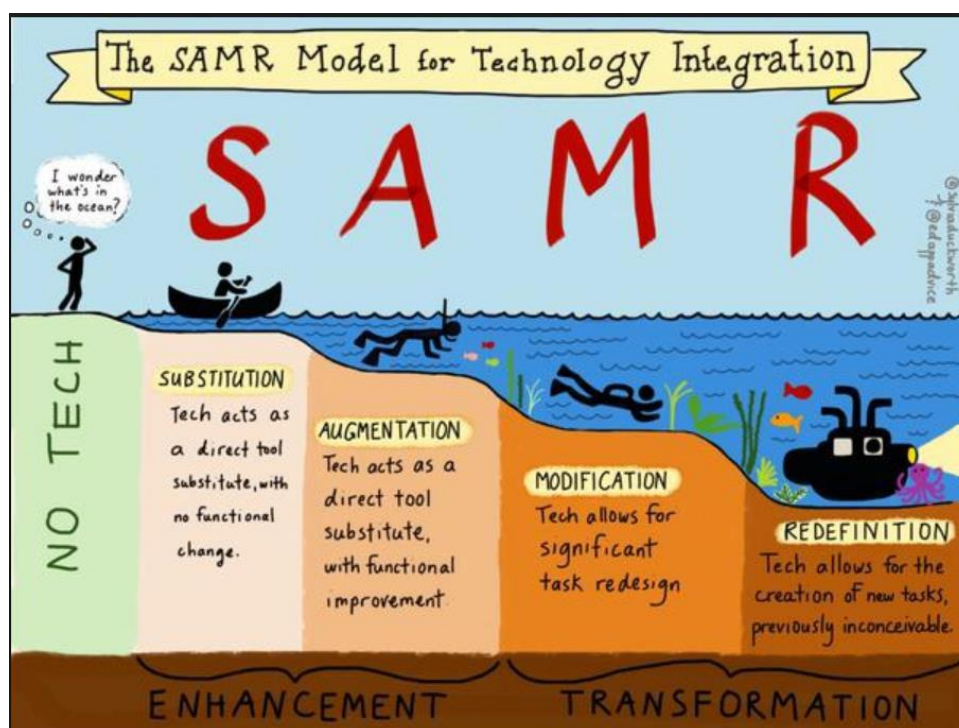 The SAMR Model for Technology Integration
S A M R
I wonder
what's in
the ocean?
@sylviaduckworth
& @edappadvice
NO TECH
SUBSTITUTION
Tech acts as
a direct tool
substitute, with
no functional
change.
AUGMENTATION
Tech acts as a
direct tool
substitute,
with functional
improvement.
MODIFICATION
Tech allows for
significant
task redesign
REDEFINITION
Tech allows for the
creation of new tasks,
previously inconceivable.
ENHANCEMENT
TRANSFORMATION